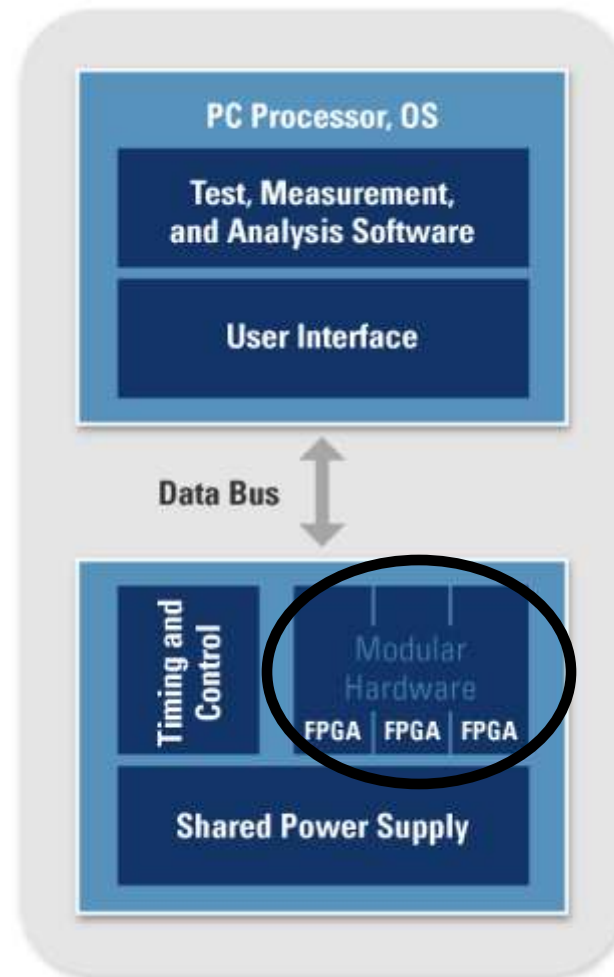 PC Processor, OS
Test, Measurement,
and Analysis Software
User Interface
Data Bus
Timing and
Control
Modular
Hardware
FPGA FPGA FPGA
Shared Power Supply